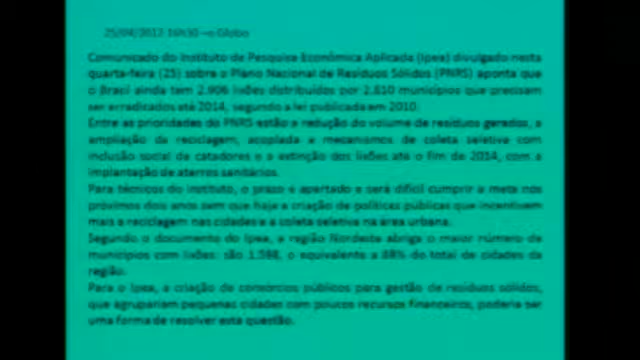 25/04/2012 16h30 – o Globo
Comunicado do Instituto de Pesquisa Econômica Aplicada (Ipea) divulgado nesta
quarta-feira (25) sobre o Plano Nacional de Resíduos Sólidos (PNRS) aponta que
o Brasil ainda tem 2.906 lixões distribuídos por 2.810 municípios que precisam
ser erradicados até 2014, segundo a lei publicada em 2010.
Entre as prioridades do PNRS estão a redução do volume de resíduos gerados, a
ampliação da reciclagem, acoplada a mecanismos de coleta seletiva com
inclusão social de catadores e a extinção dos lixões até o fim de 2014, com a
implantação de aterros sanitários.
Para técnicos do instituto, o prazo é apertado e será difícil cumprir a meta nos
próximos dois anos sem que haja a criação de políticas públicas que incentivem
mais a reciclagem nas cidades e a coleta seletiva na área urbana.
Segundo o documento do Ipea, a região Nordeste abriga o maior número de
municípios com lixões: são 1.598, o equivalente a 88% do total de cidades da
região.
Para o Ipea, a criação de consórcios públicos para gestão de resíduos sólidos,
que agrupariam pequenas cidades com poucos recursos financeiros, poderia ser
uma forma de resolver esta questão.